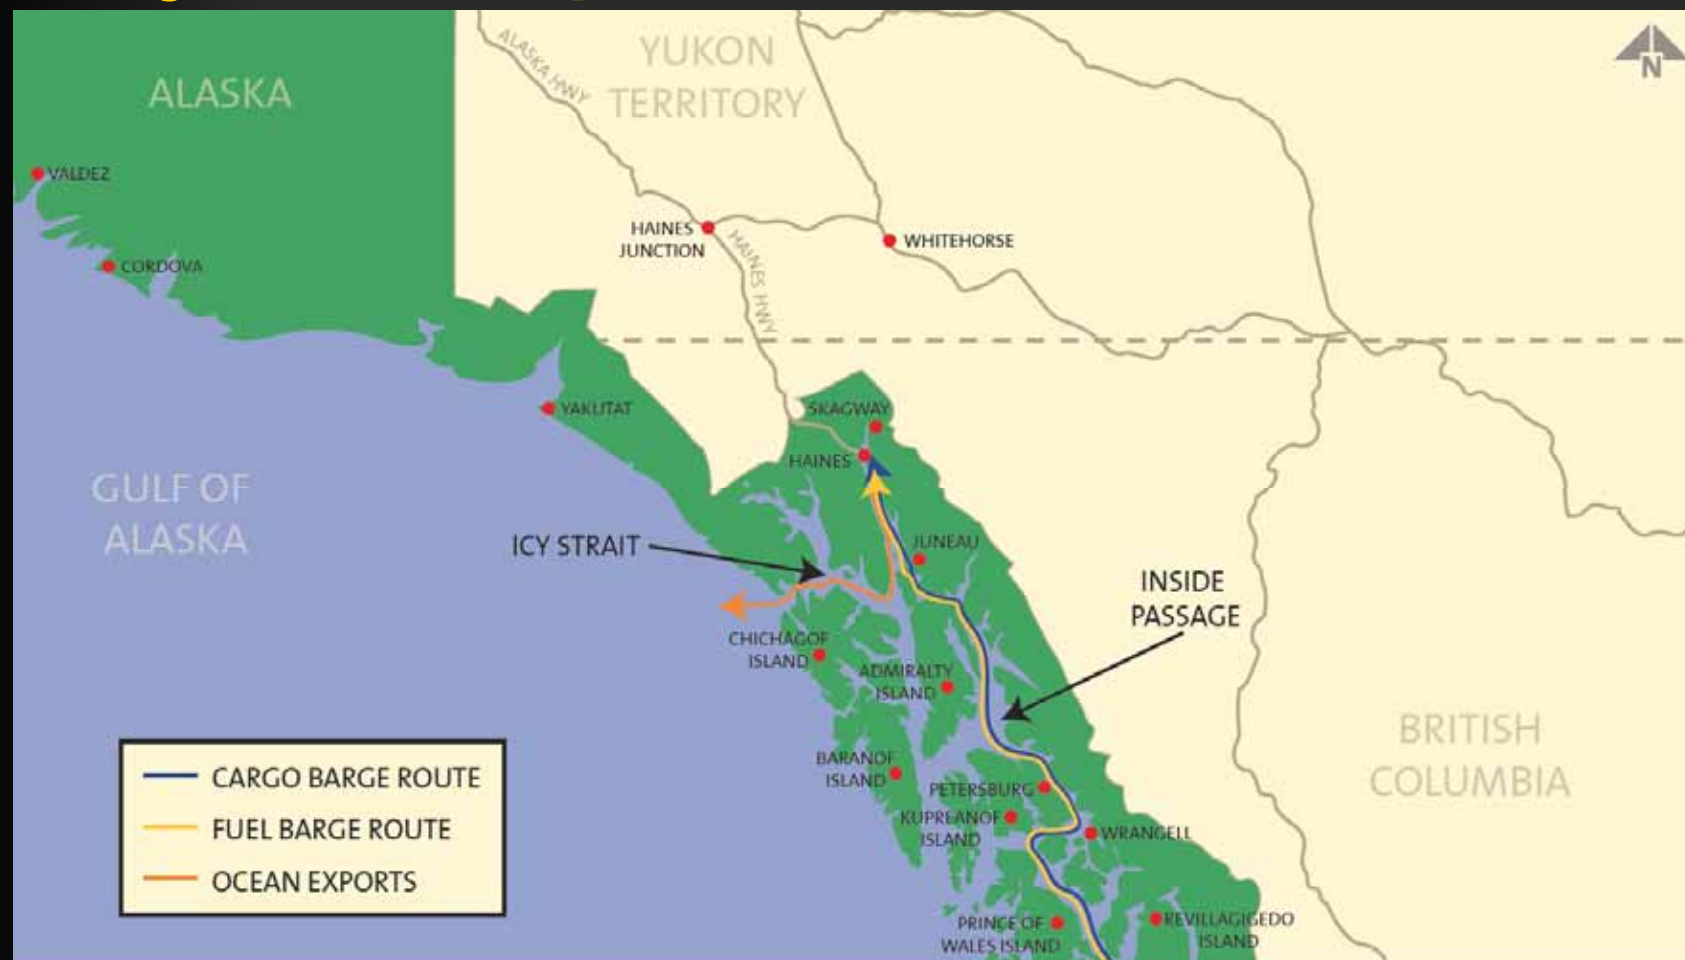 ALASKA
ALASKA HWY
YUKON
TERRITORY
N
VALDEZ
CORDOVA
HAINES
JUNCTION
WHITEHORSE
HAINES HWY
YAKUTAT
SKAGWAY
HAINES
GULF OF
ALASKA
ICY STRAIT
JUNEAU
INSIDE
PASSAGE
CHICHAGOF
ISLAND
ADMIRALTY
ISLAND
BRITISH
COLUMBIA
BARANOF
ISLAND
PETERSBURG
KUPREANOF
ISLAND
WRANGELL
PRINCE OF
WALES ISLAND
REVILLAGIGEDO
ISLAND
CARGO BARGE ROUTE
FUEL BARGE ROUTE
OCEAN EXPORTS